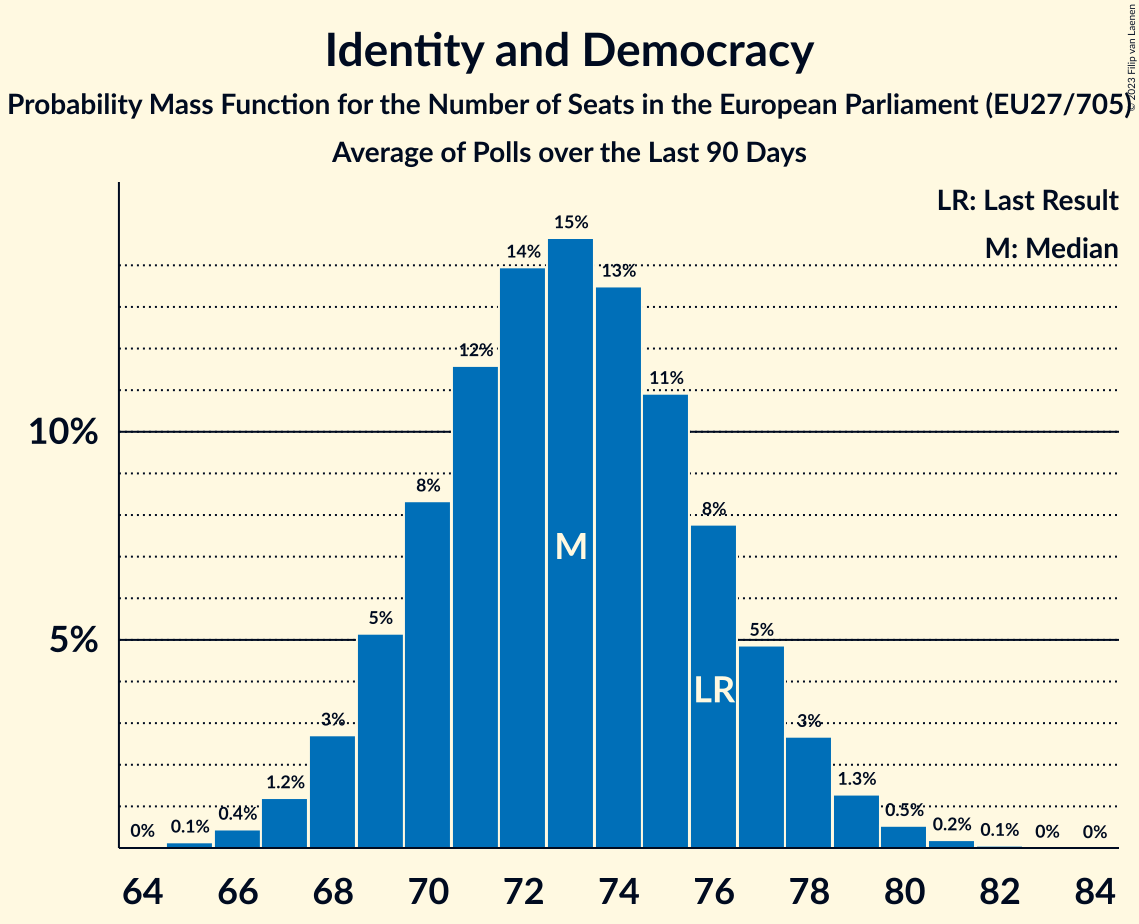 Identity and Democracy
Probability Mass Function for the Number of Seats in the European Parliament (EU27/705)
Average of Polls over the Last 90 Days
© 2023 Filip van Laenen
LR: Last Result
M: Median
10%
5%
0%
0.1%
0.4%
1.2%
3%
5%
8%
12%
14%
15%
13%
11%
8%
5%
3%
1.3%
0.5%
0.2%
0.1%
0%
0%
M
LR
64 66 68 70 72 74 76 78 80 82 84